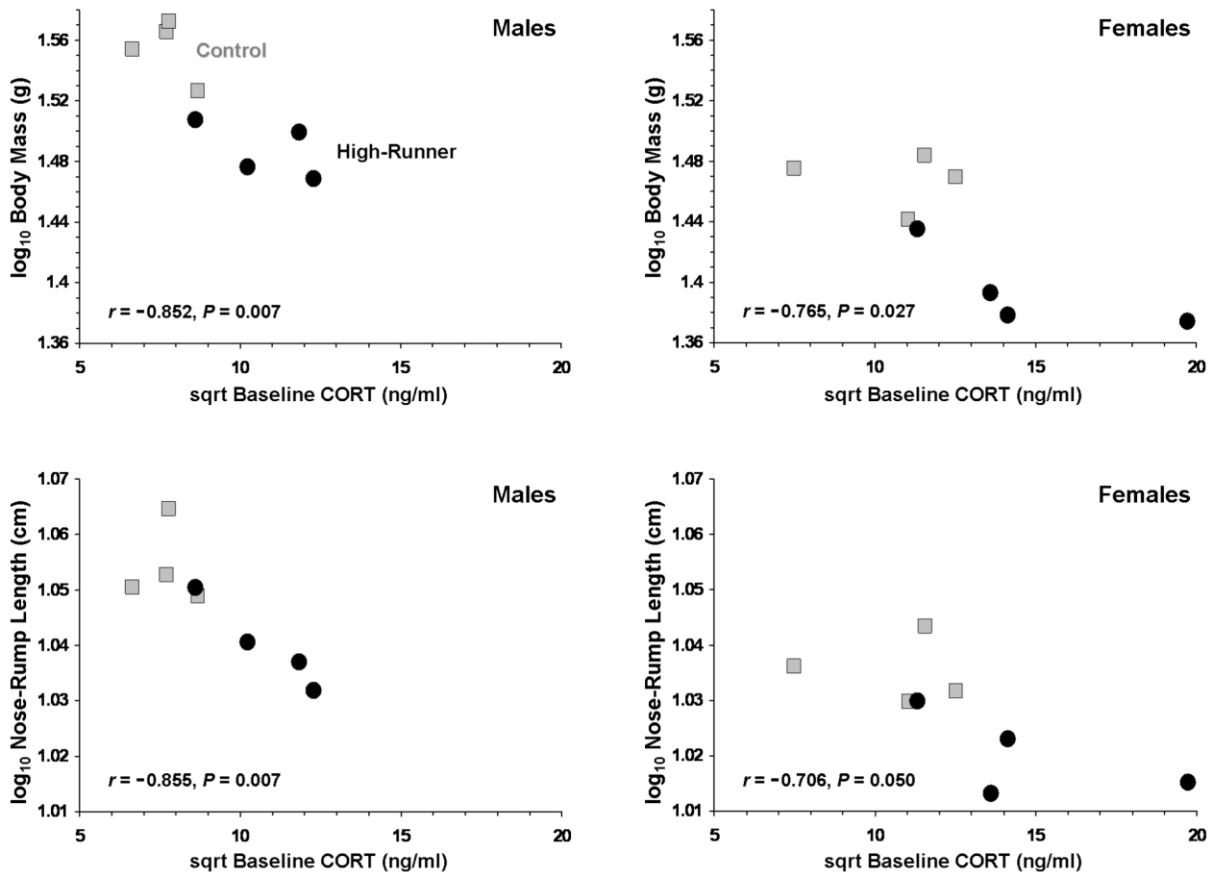 Males
Control
High-Runner
log₁₀ Body Mass (g)
1.56
1.52
1.48
1.44
1.4
1.36
r = −0.852, P = 0.007
5 10 15 20
sqrt Baseline CORT (ng/ml)
Females
log₁₀ Body Mass (g)
1.56
1.52
1.48
1.44
1.4
1.36
r = −0.765, P = 0.027
5 10 15 20
sqrt Baseline CORT (ng/ml)
Males
log₁₀ Nose-Rump Length (cm)
1.07
1.06
1.05
1.04
1.03
1.02
1.01
r = −0.855, P = 0.007
5 10 15 20
sqrt Baseline CORT (ng/ml)
Females
log₁₀ Nose-Rump Length (cm)
1.07
1.06
1.05
1.04
1.03
1.02
1.01
r = −0.706, P = 0.050
5 10 15 20
sqrt Baseline CORT (ng/ml)